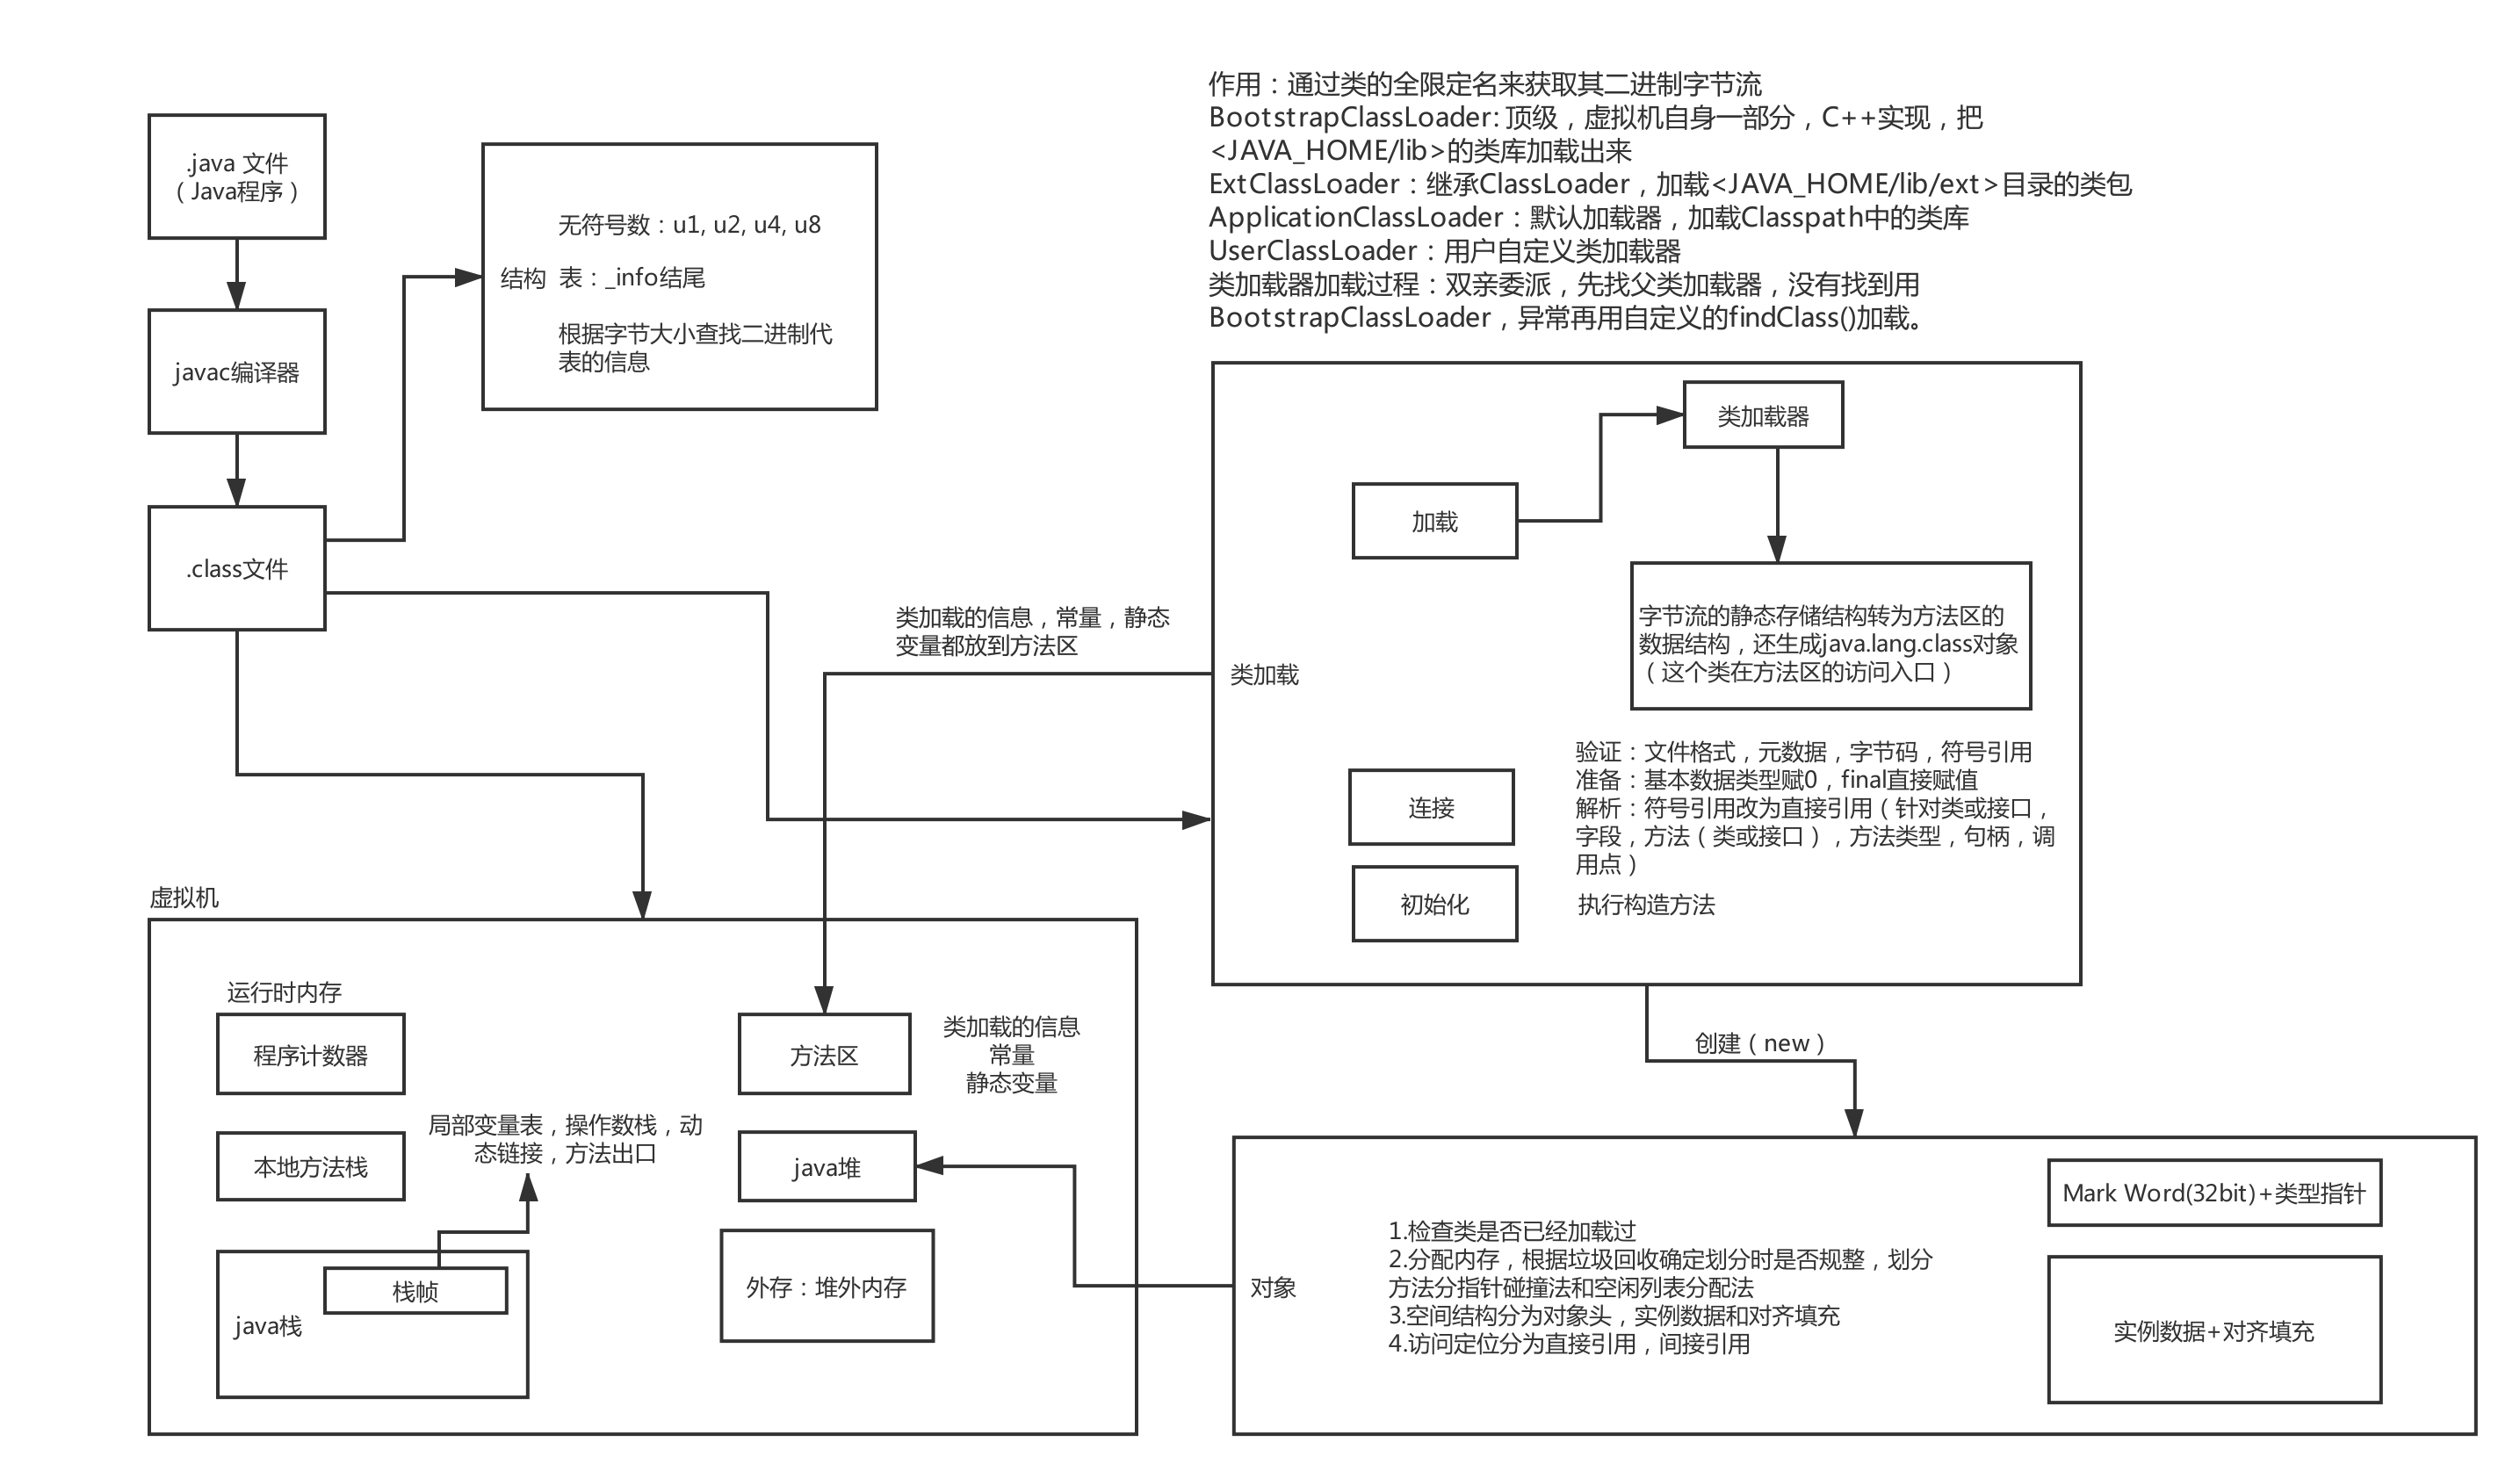 作用：通过类的全限定名来获取其二进制字节流
BootstrapClassLoader: 顶级，虚拟机自身一部分，C++实现，把
<JAVA_HOME/lib>的类库加载出来
ExtClassLoader：继承ClassLoader，加载<JAVA_HOME/lib/ext>目录的类包
ApplicationClassLoader：默认加载器，加载Classpath中的类库
UserClassLoader：用户自定义类加载器
类加载器加载过程：双亲委派，先找父类加载器，没有找到用
BootstrapClassLoader，异常再用自定义的findClass()加载。
.java 文件
（Java程序）
javac编译器
.class文件
结构
无符号数：u1, u2, u4, u8
表：_info结尾
根据字节大小查找二进制代
表的信息
类加载器
加载
字节流的静态存储结构转为方法区的
数据结构，还生成java.lang.class对象
（这个类在方法区的访问入口）
类加载的信息，常量，静态
变量都放到方法区
类加载
连接
验证：文件格式，元数据，字节码，符号引用
准备：基本数据类型赋0，final直接赋值
解析：符号引用改为直接引用（针对类或接口，
字段，方法（类或接口），方法类型，句柄，调
用点）
初始化
执行构造方法
虚拟机
运行时内存
程序计数器
方法区
类加载的信息
常量
静态变量
本地方法栈
局部变量表，操作数栈，动
态链接，方法出口
java堆
java栈
栈帧
外存：堆外内存
创建（new）
对象
1.检查类是否已经加载过
2.分配内存，根据垃圾回收确定划分时是否规整，划分
方法分指针碰撞法和空闲列表分配法
3.空间结构分为对象头，实例数据和对齐填充
4.访问定位分为直接引用，间接引用
Mark Word(32bit)+类型指针
实例数据+对齐填充